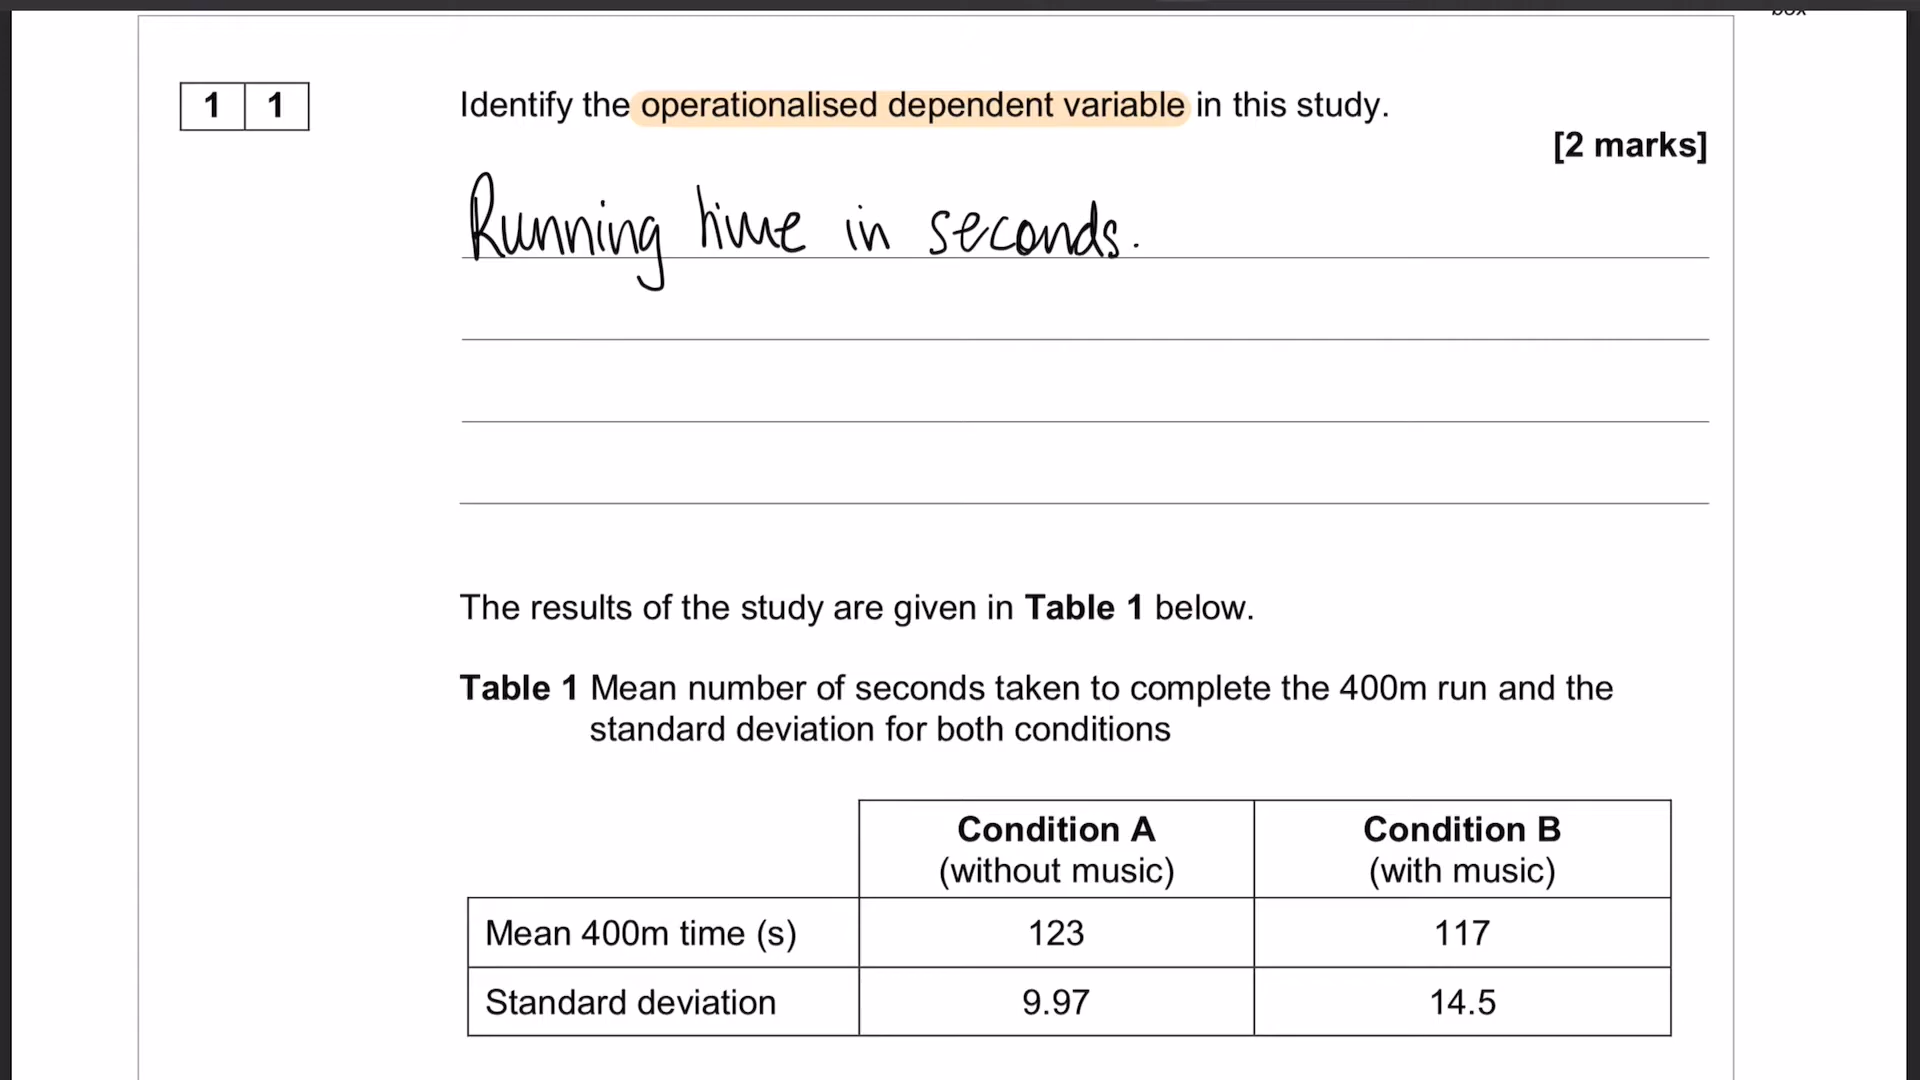 box
1 1
Identify the operationalised dependent variable in this study.
[2 marks]
Running time in seconds.
The results of the study are given in Table 1 below.
Table 1 Mean number of seconds taken to complete the 400m run and the
standard deviation for both conditions
Condition A Condition B
(without music) (with music)
Mean 400m time (s) 123 117
Standard deviation 9.97 14.5